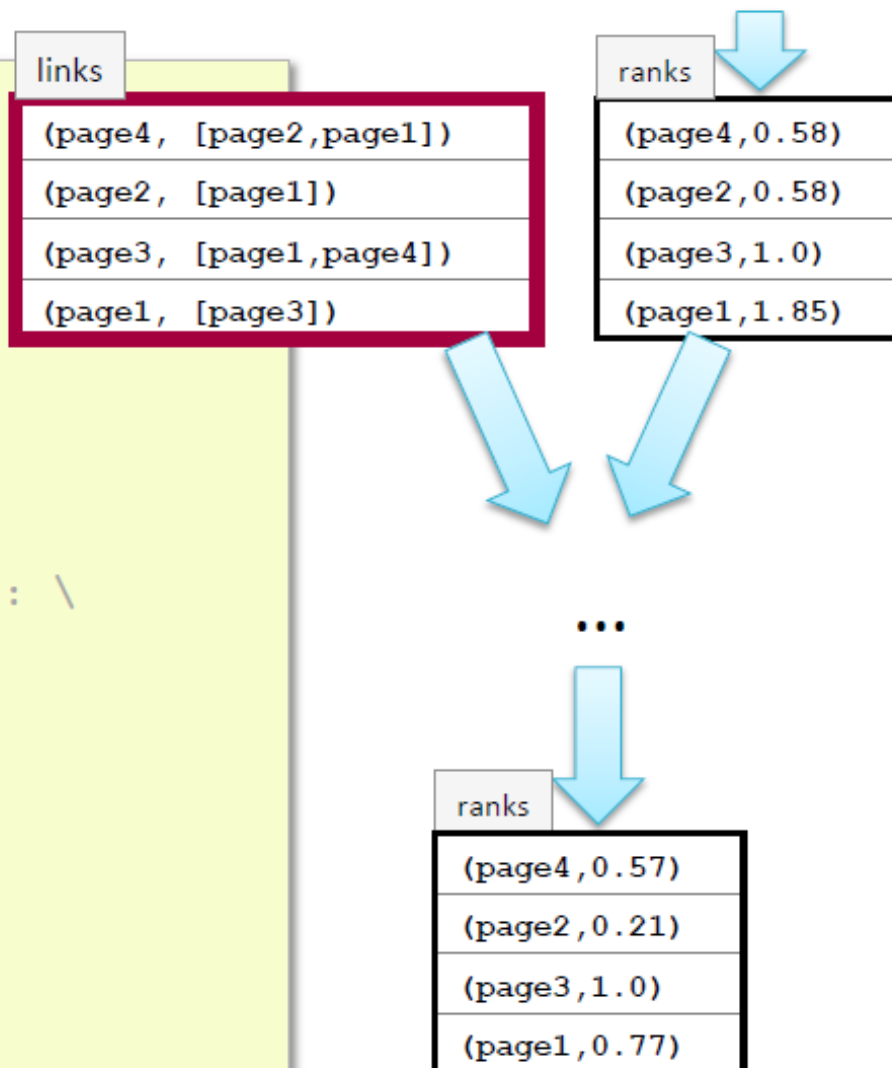 links
(page4, [page2,page1])
(page2, [page1])
(page3, [page1,page4])
(page1, [page3])
ranks
(page4,0.58)
(page2,0.58)
(page3,1.0)
(page1,1.85)
: \
...
ranks
(page4,0.57)
(page2,0.21)
(page3,1.0)
(page1,0.77)